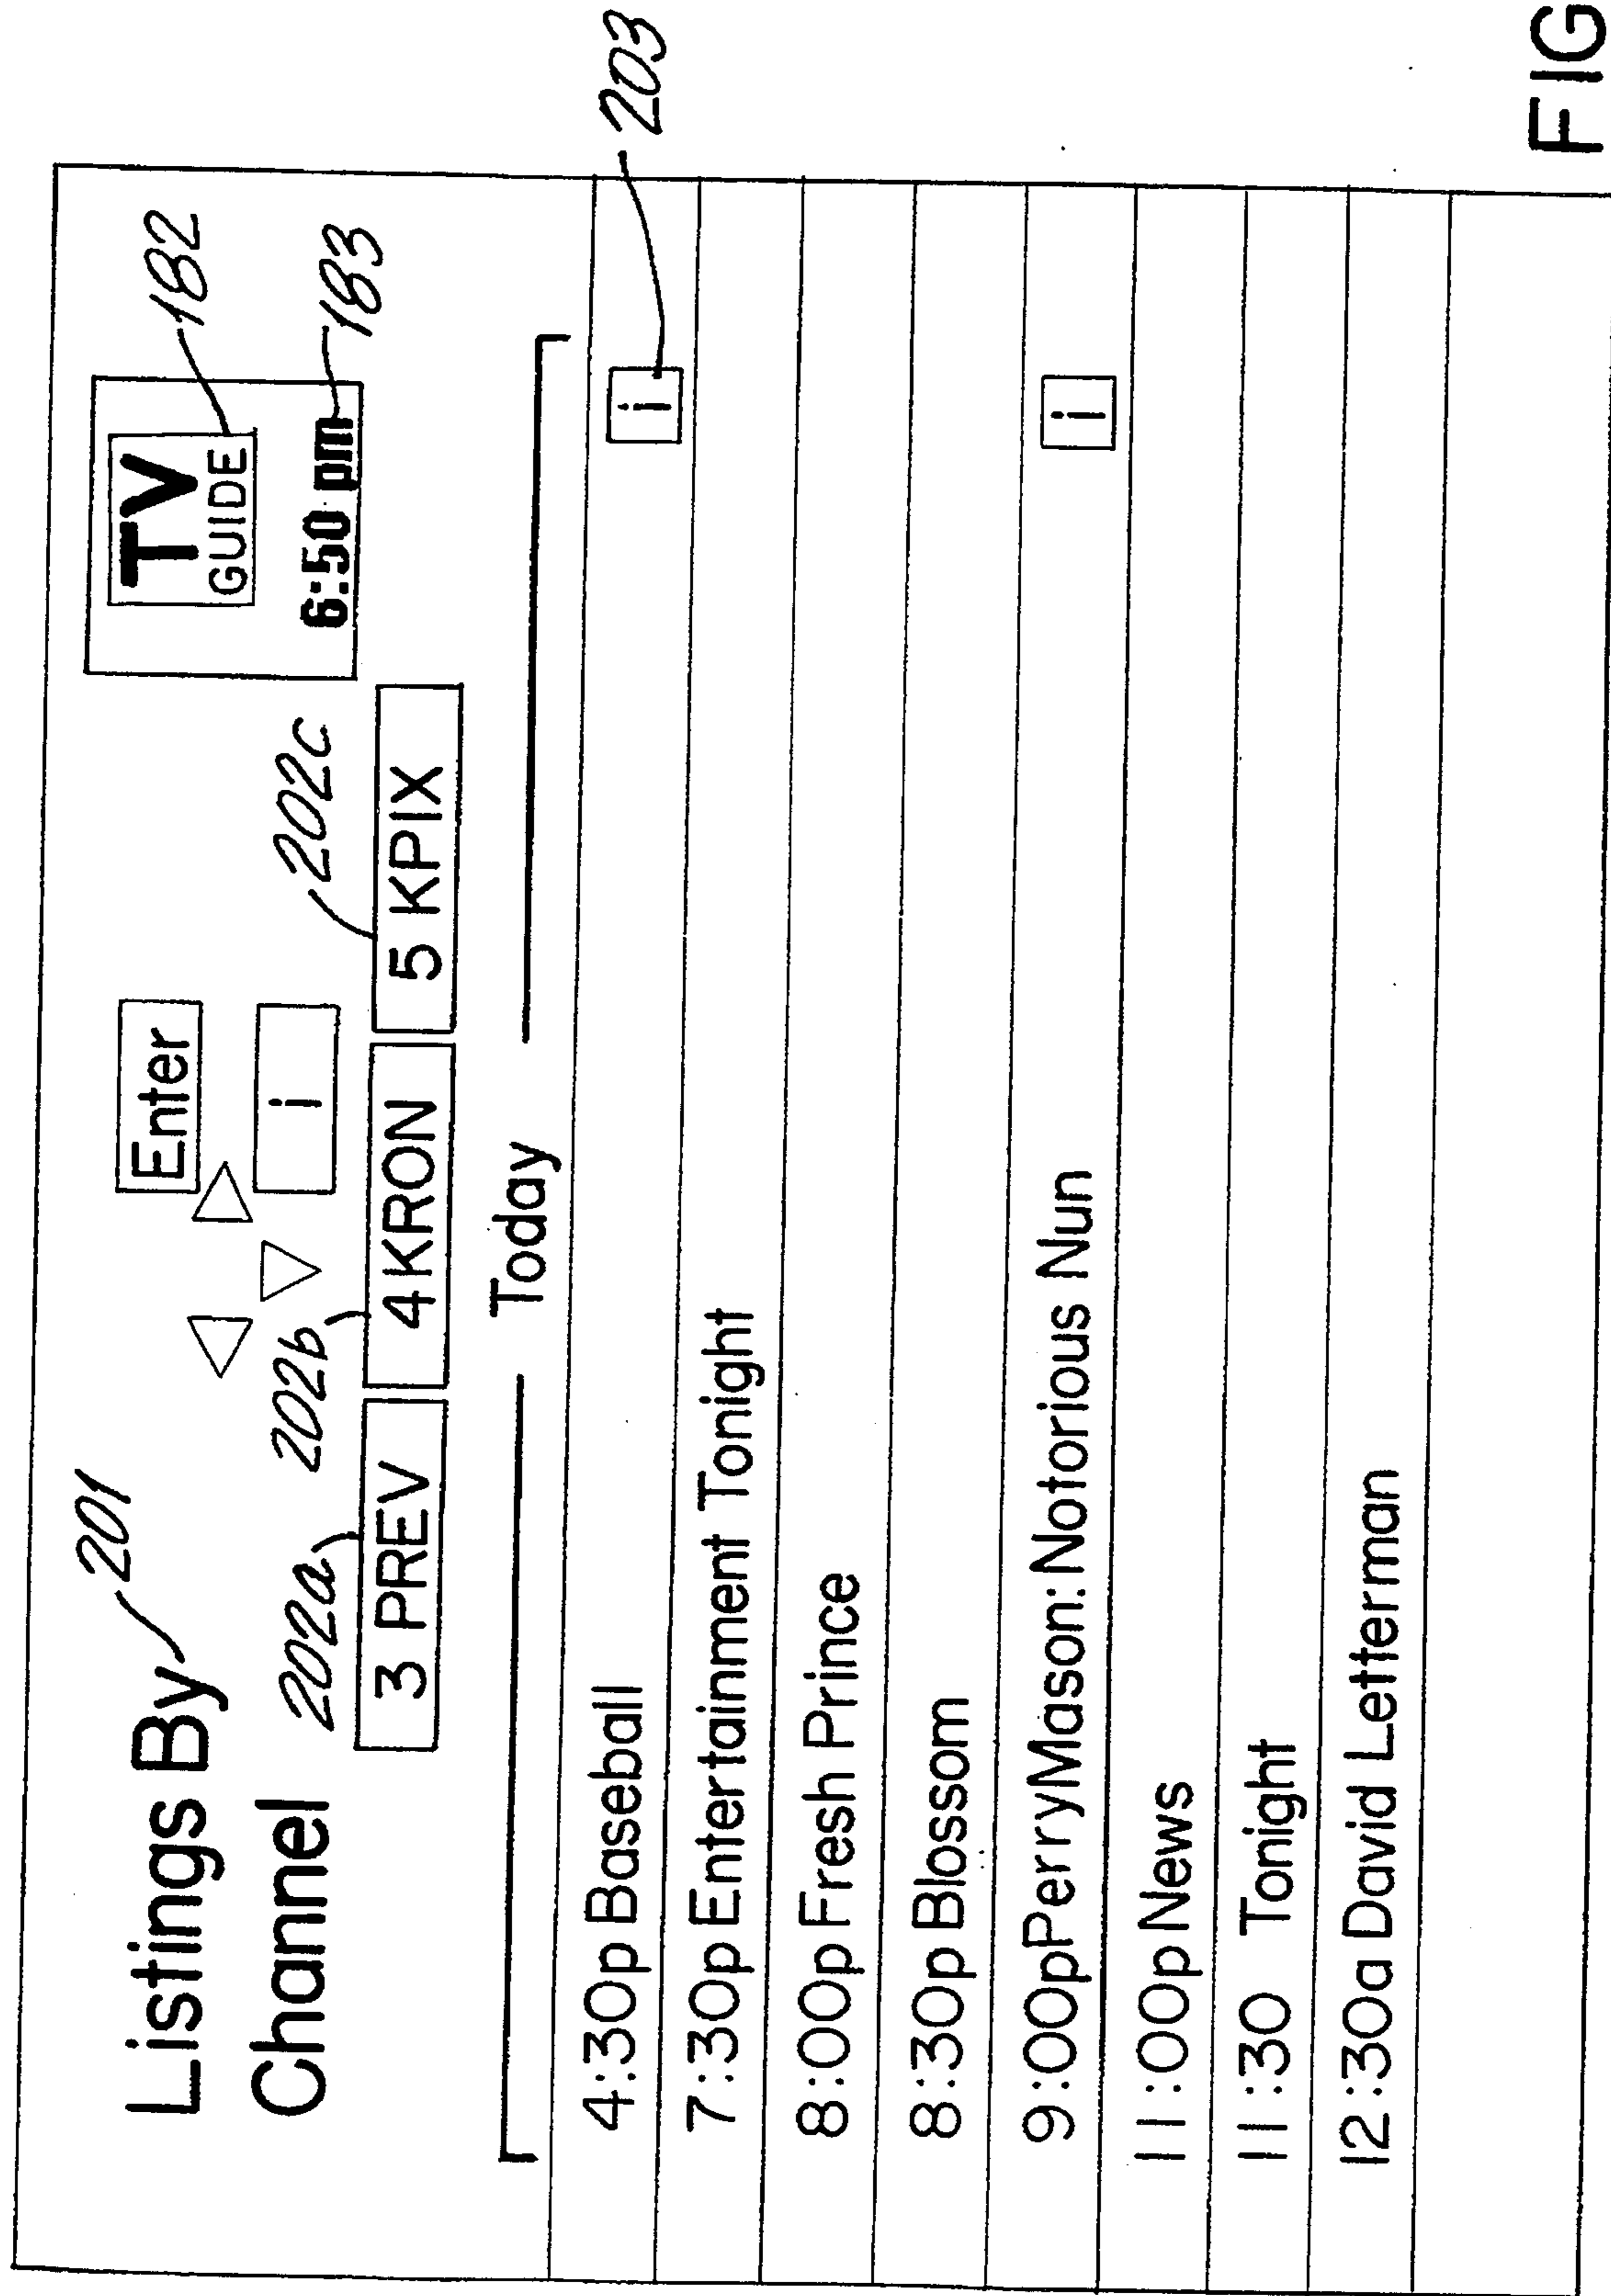 Listings By
Channel
201
Enter
i
TV
GUIDE
182
6:50 pm
183
202a
202b
202c
3 PREV
4 KRON
5 KPIX
Today
4:30p Baseball
i
203
7:30p Entertainment Tonight
8:00p Fresh Prince
8:30p Blossom
9:00pPerryMason:Notorious Nun
i
11:00p News
11:30 Tonight
12:30a David Letterman
FIG